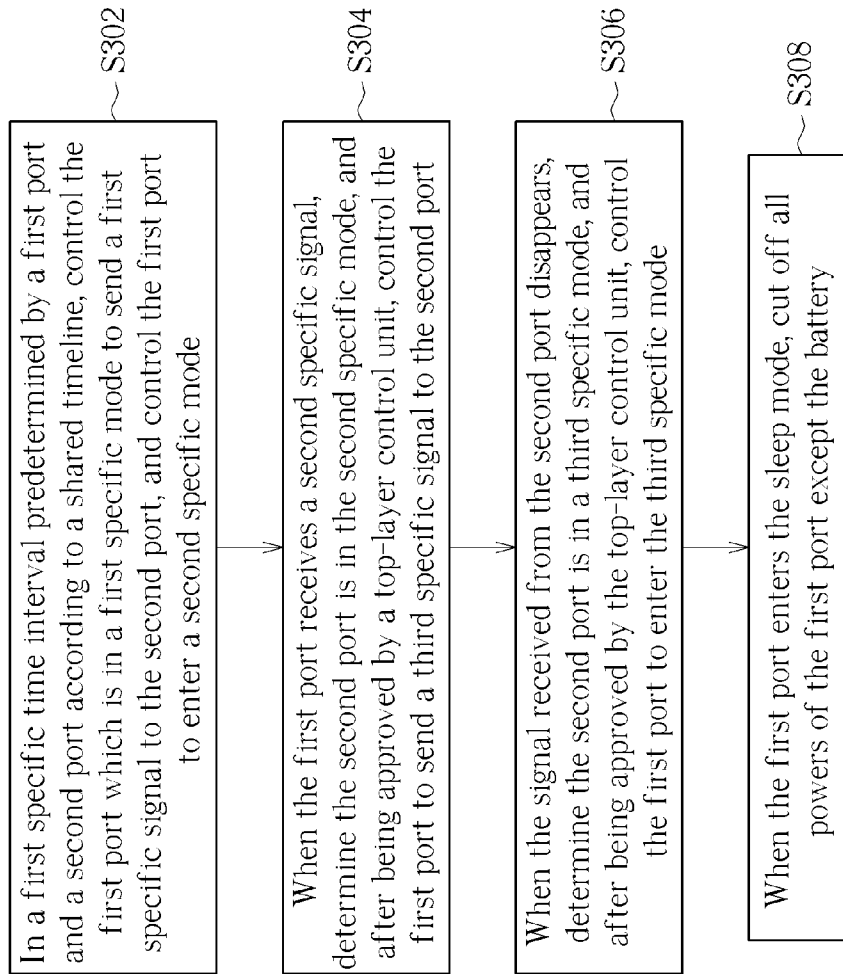 In a first specific time interval predetermined by a first port
and a second port according to a shared timeline, control the
first port which is in a first specific mode to send a first
specific signal to the second port, and control the first port
to enter a second specific mode
S302
When the first port receives a second specific signal,
determine the second port is in the second specific mode, and
after being approved by a top-layer control unit, control the
first port to send a third specific signal to the second port
S304
When the signal received from the second port disappears,
determine the second port is in a third specific mode, and
after being approved by the top-layer control unit, control
the first port to enter the third specific mode
S306
When the first port enters the sleep mode, cut off all
powers of the first port except the battery
S308